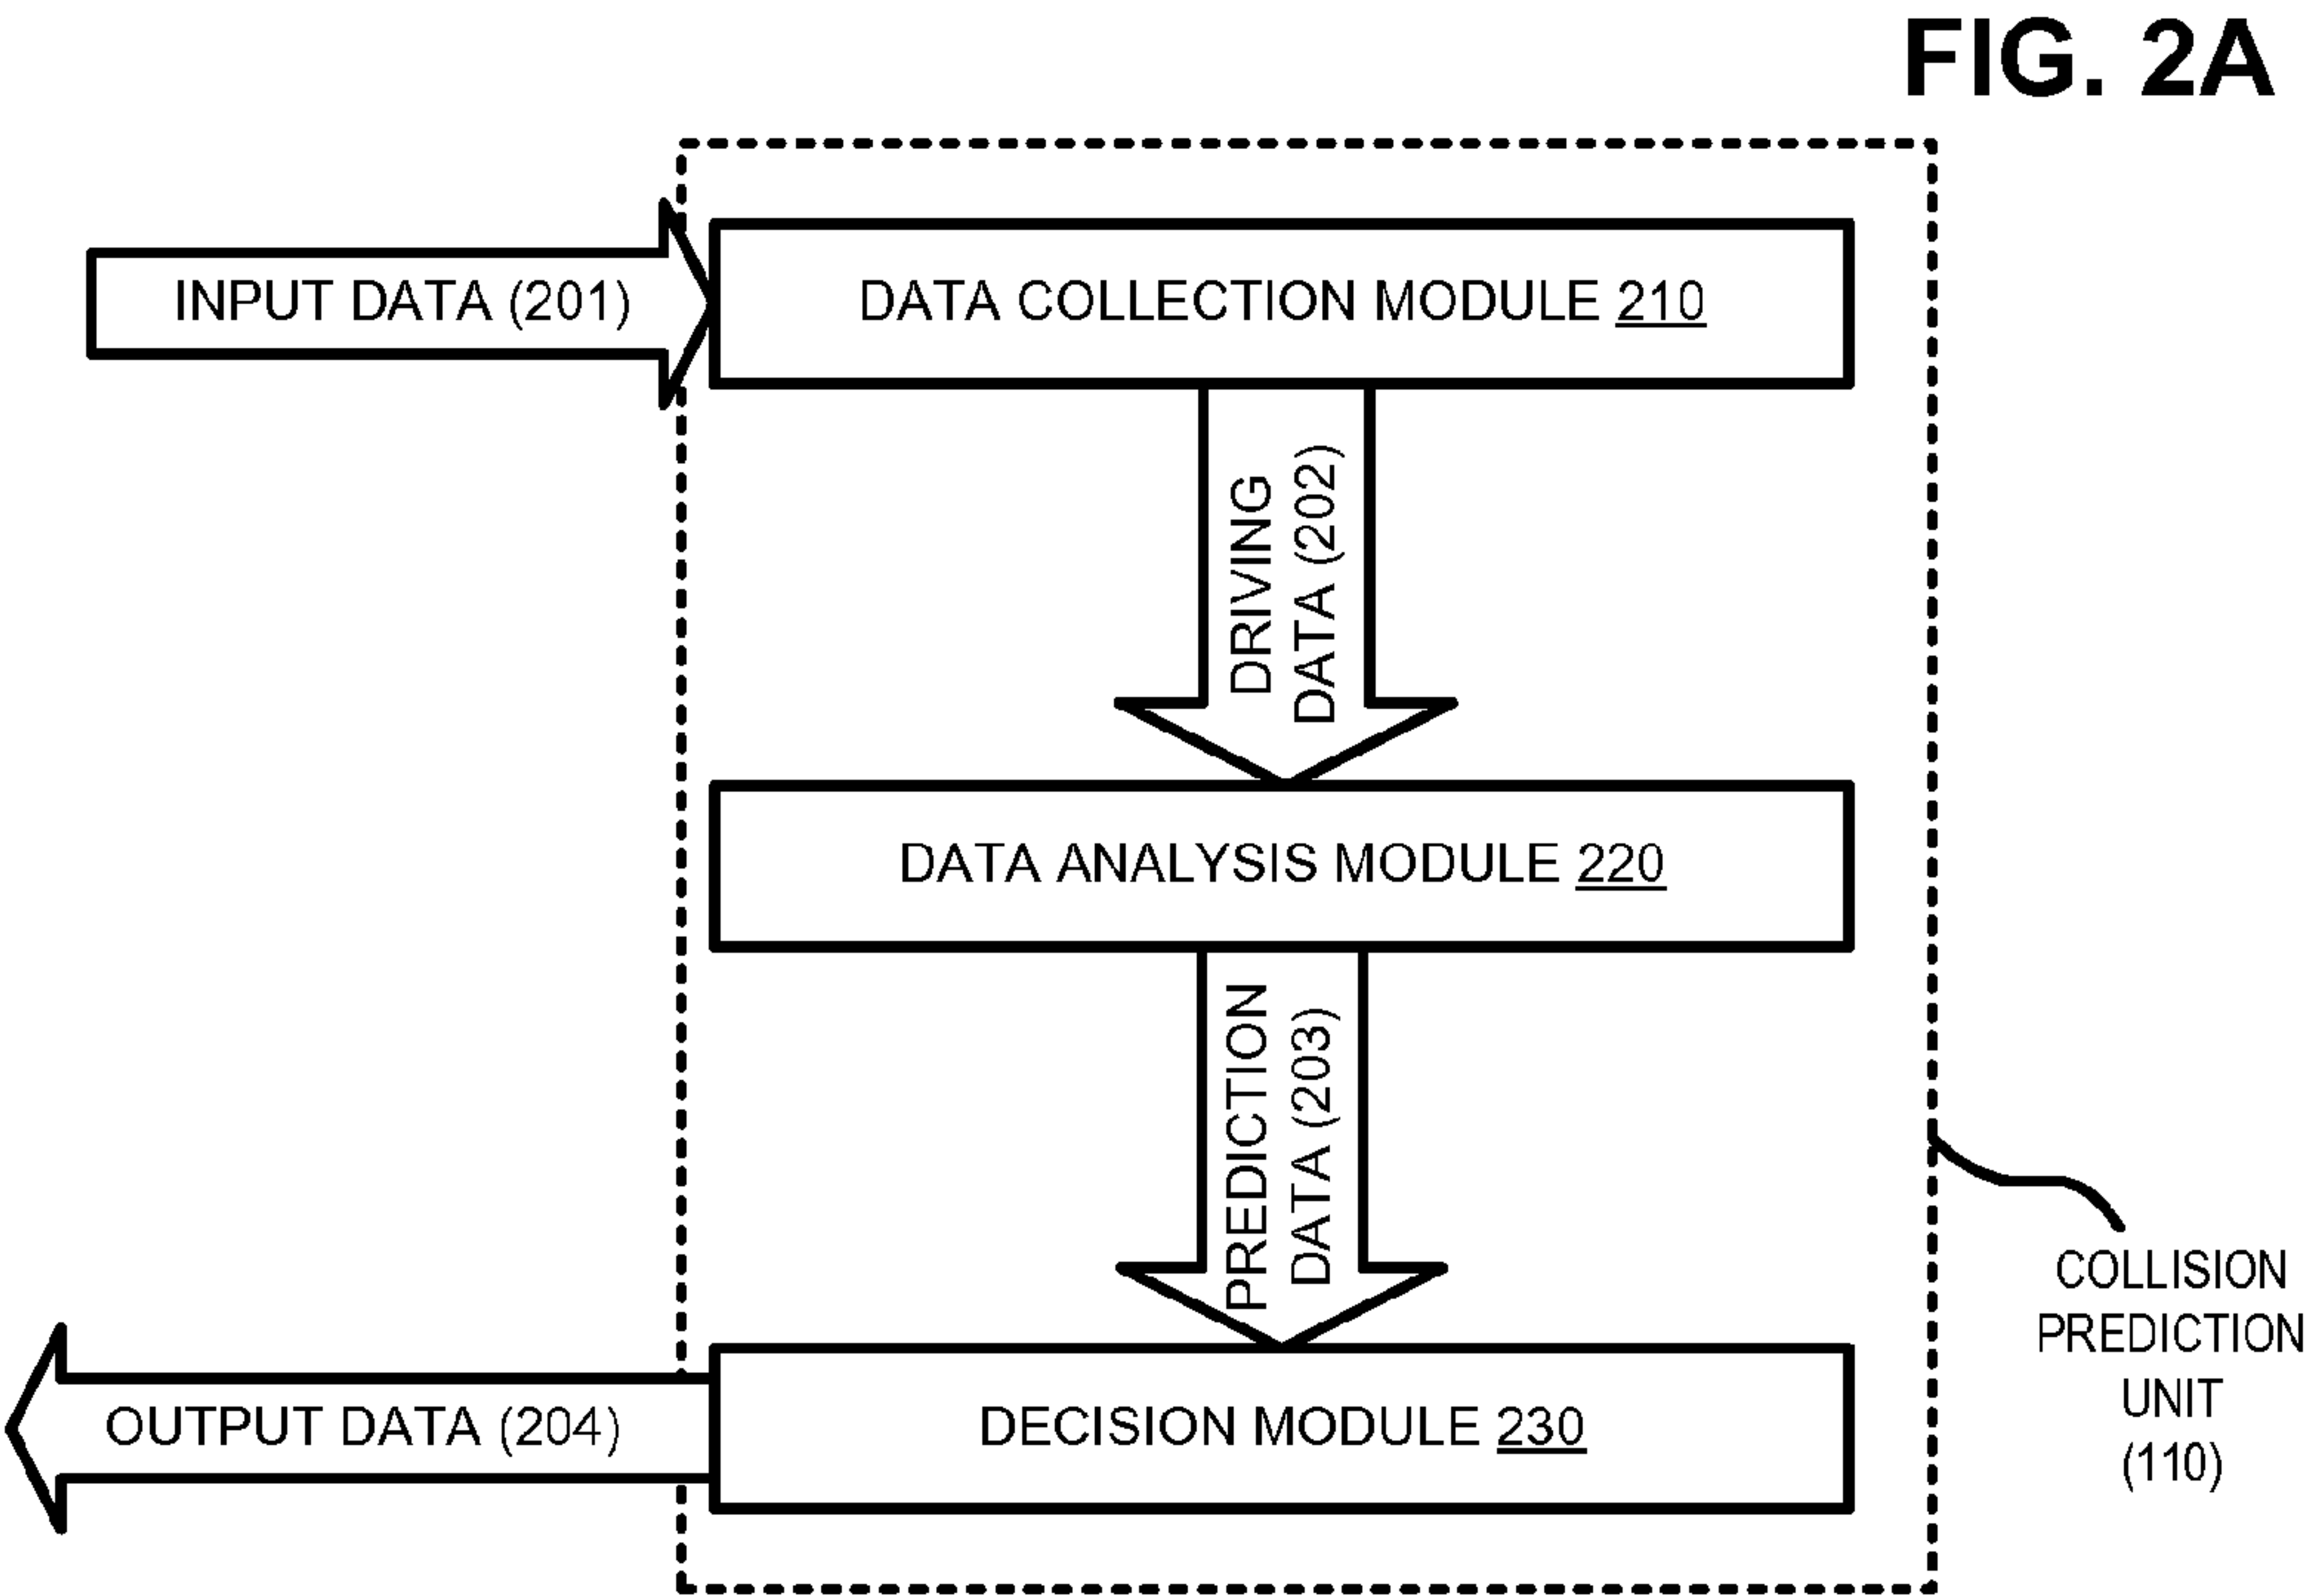 FIG. 2A
INPUT DATA (201)
DATA COLLECTION MODULE 210
DRIVING
DATA (202)
DATA ANALYSIS MODULE 220
PREDICTION
DATA (203)
COLLISION
PREDICTION
UNIT
(110)
OUTPUT DATA (204)
DECISION MODULE 230